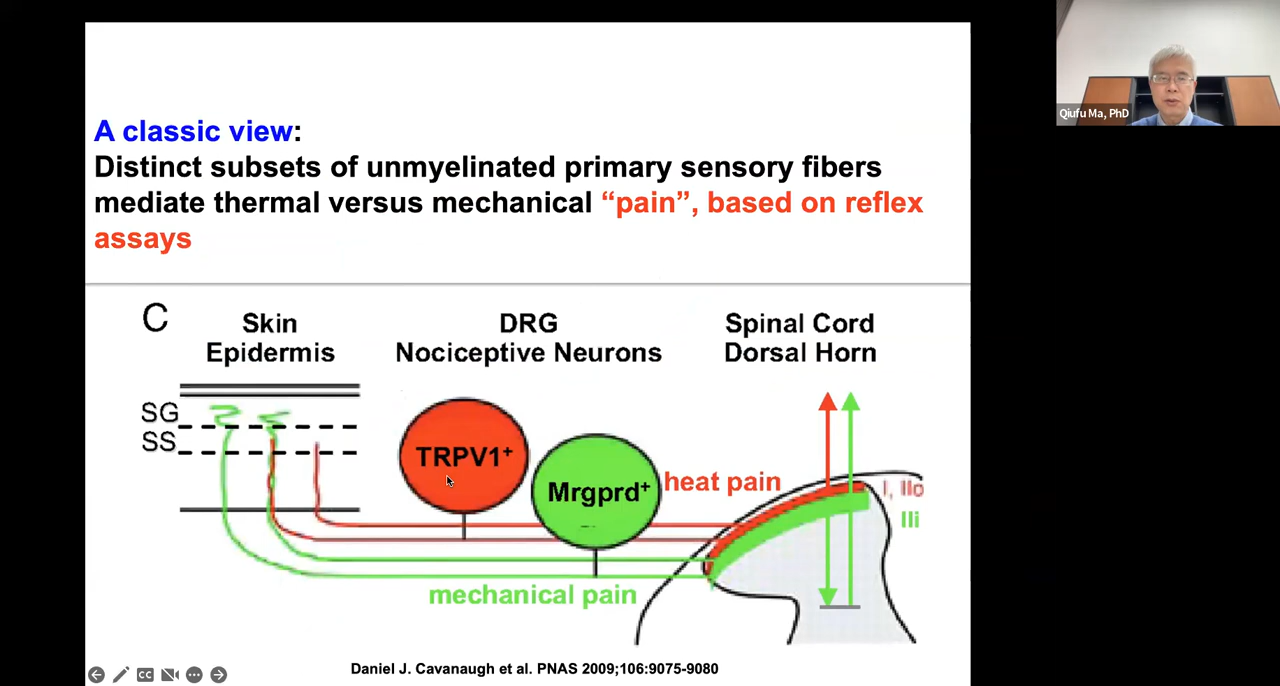 A classic view:
Distinct subsets of unmyelinated primary sensory fibers
mediate thermal versus mechanical “pain”, based on reflex
assays
Qiufu Ma, PhD
C
Skin
Epidermis
DRG
Nociceptive Neurons
Spinal Cord
Dorsal Horn
SG
SS
TRPV1+
Mrgprd+
heat pain
I, IIo
IIi
mechanical pain
CC
Daniel J. Cavanaugh et al. PNAS 2009;106:9075-9080